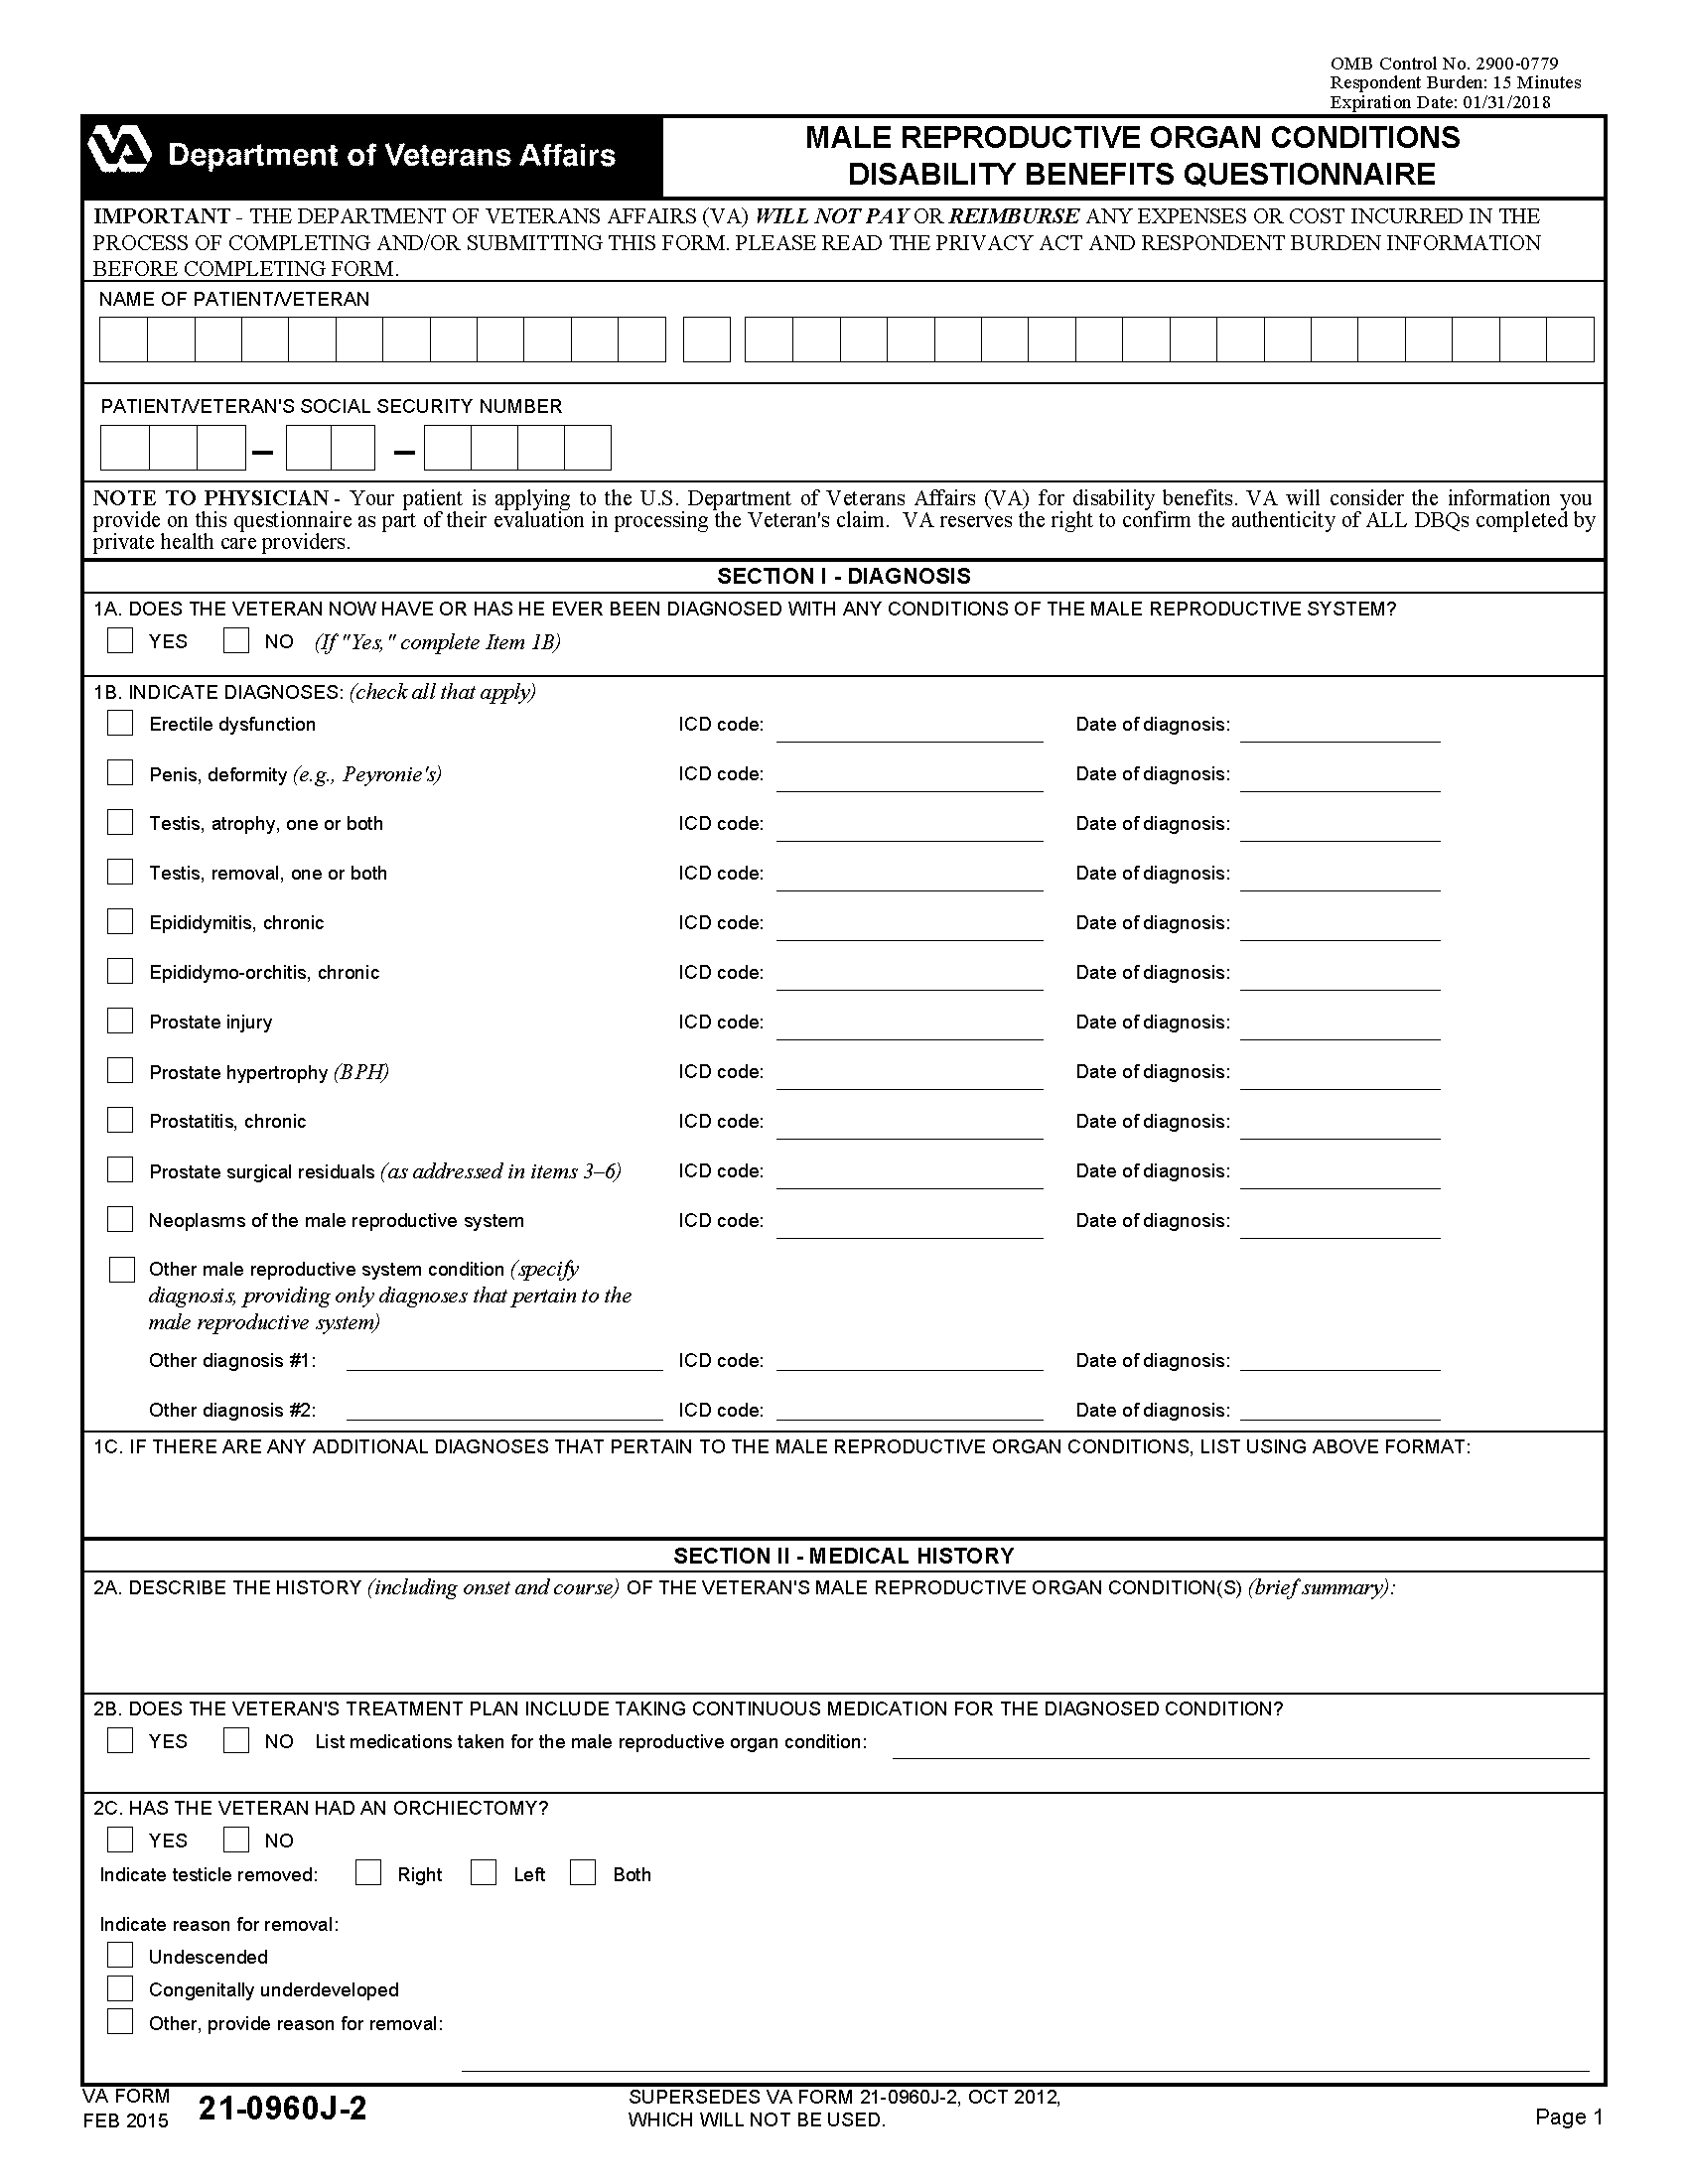 OMB Control No. 2900-0779
Respondent Burden: 15 Minutes
Expiration Date: 01/31/2018
VA Department of Veterans Affairs
MALE REPRODUCTIVE ORGAN CONDITIONS
DISABILITY BENEFITS QUESTIONNAIRE
IMPORTANT - THE DEPARTMENT OF VETERANS AFFAIRS (VA) WILL NOT PAY OR REIMBURSE ANY EXPENSES OR COST INCURRED IN THE
PROCESS OF COMPLETING AND/OR SUBMITTING THIS FORM. PLEASE READ THE PRIVACY ACT AND RESPONDENT BURDEN INFORMATION
BEFORE COMPLETING FORM.
NAME OF PATIENT/VETERAN
PATIENT/VETERAN'S SOCIAL SECURITY NUMBER
– –
NOTE TO PHYSICIAN - Your patient is applying to the U.S. Department of Veterans Affairs (VA) for disability benefits. VA will consider the information you
provide on this questionnaire as part of their evaluation in processing the Veteran's claim. VA reserves the right to confirm the authenticity of ALL DBQs completed by
private health care providers.
SECTION I - DIAGNOSIS
1A. DOES THE VETERAN NOW HAVE OR HAS HE EVER BEEN DIAGNOSED WITH ANY CONDITIONS OF THE MALE REPRODUCTIVE SYSTEM?
YES NO (If "Yes," complete Item 1B)
1B. INDICATE DIAGNOSES: (check all that apply)
Erectile dysfunction ICD code: Date of diagnosis:
Penis, deformity (e.g., Peyronie's) ICD code: Date of diagnosis:
Testis, atrophy, one or both ICD code: Date of diagnosis:
Testis, removal, one or both ICD code: Date of diagnosis:
Epididymitis, chronic ICD code: Date of diagnosis:
Epididymo-orchitis, chronic ICD code: Date of diagnosis:
Prostate injury ICD code: Date of diagnosis:
Prostate hypertrophy (BPH) ICD code: Date of diagnosis:
Prostatitis, chronic ICD code: Date of diagnosis:
Prostate surgical residuals (as addressed in items 3–6) ICD code: Date of diagnosis:
Neoplasms of the male reproductive system ICD code: Date of diagnosis:
Other male reproductive system condition (specify
diagnosis, providing only diagnoses that pertain to the
male reproductive system)
Other diagnosis #1: ICD code: Date of diagnosis:
Other diagnosis #2: ICD code: Date of diagnosis:
1C. IF THERE ARE ANY ADDITIONAL DIAGNOSES THAT PERTAIN TO THE MALE REPRODUCTIVE ORGAN CONDITIONS, LIST USING ABOVE FORMAT:
SECTION II - MEDICAL HISTORY
2A. DESCRIBE THE HISTORY (including onset and course) OF THE VETERAN'S MALE REPRODUCTIVE ORGAN CONDITION(S) (brief summary):
2B. DOES THE VETERAN'S TREATMENT PLAN INCLUDE TAKING CONTINUOUS MEDICATION FOR THE DIAGNOSED CONDITION?
YES NO List medications taken for the male reproductive organ condition:
2C. HAS THE VETERAN HAD AN ORCHIECTOMY?
YES NO
Indicate testicle removed: Right Left Both
Indicate reason for removal:
Undescended
Congenitally underdeveloped
Other, provide reason for removal:
VA FORM
FEB 2015
21-0960J-2
SUPERSEDES VA FORM 21-0960J-2, OCT 2012,
WHICH WILL NOT BE USED.
Page 1